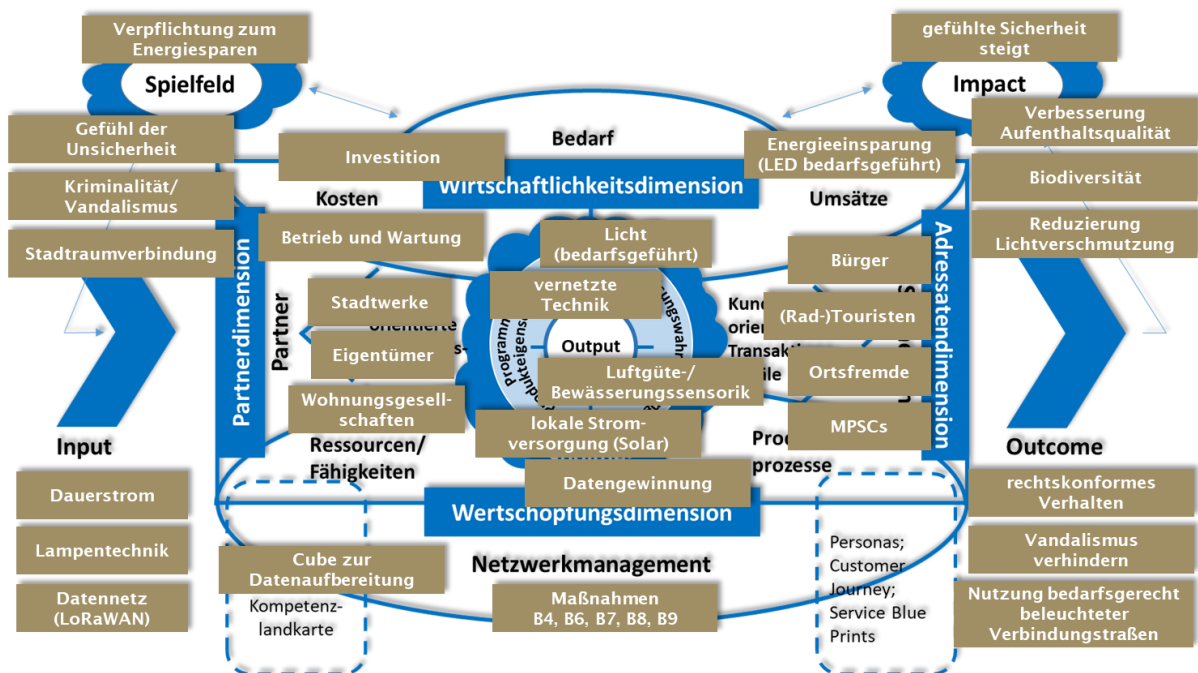 Verpflichtung zum
Energiesparen
Spielfeld
gefühlte Sicherheit
steigt
Impact
Gefühl der
Unsicherheit
Kriminalität/
Vandalismus
Stadtraumverbindung
Investition
Bedarf
Energieeinsparung
(LED bedarfsgeführt)
Verbesserung
Aufenthaltsqualität
Biodiversität
Reduzierung
Lichtverschmutzung
Wirtschaftlichkeitsdimension
Kosten
Umsätze
Betrieb und Wartung
Licht
(bedarfsgeführt)
vernetzte
Technik
Bürger
Partnerdimension
Partner
Adressatendimension
Stadtwerke
orientierte
Eigentümer
Wohnungsgesell-
schaften
Programm
Output
(Rad-)Touristen
Ortsfremde
MPSCs
Luftgüte-/
Bewässerungssensorik
lokale Strom-
versorgung (Solar)
Datengewinnung
Input
Ressourcen/
Fähigkeiten
prozesse
Outcome
Dauerstrom
Lampentechnik
Datennetz
(LoRaWAN)
Wertschöpfungsdimension
Cube zur
Datenaufbereitung
Kompetenz-
landkarte
Netzwerkmanagement
Maßnahmen
B4, B6, B7, B8, B9
Personas;
Customer
Journey;
Service Blue
Prints
rechtskonformes
Verhalten
Vandalismus
verhindern
Nutzung bedarfsgerecht
beleuchteter
Verbindungstraßen